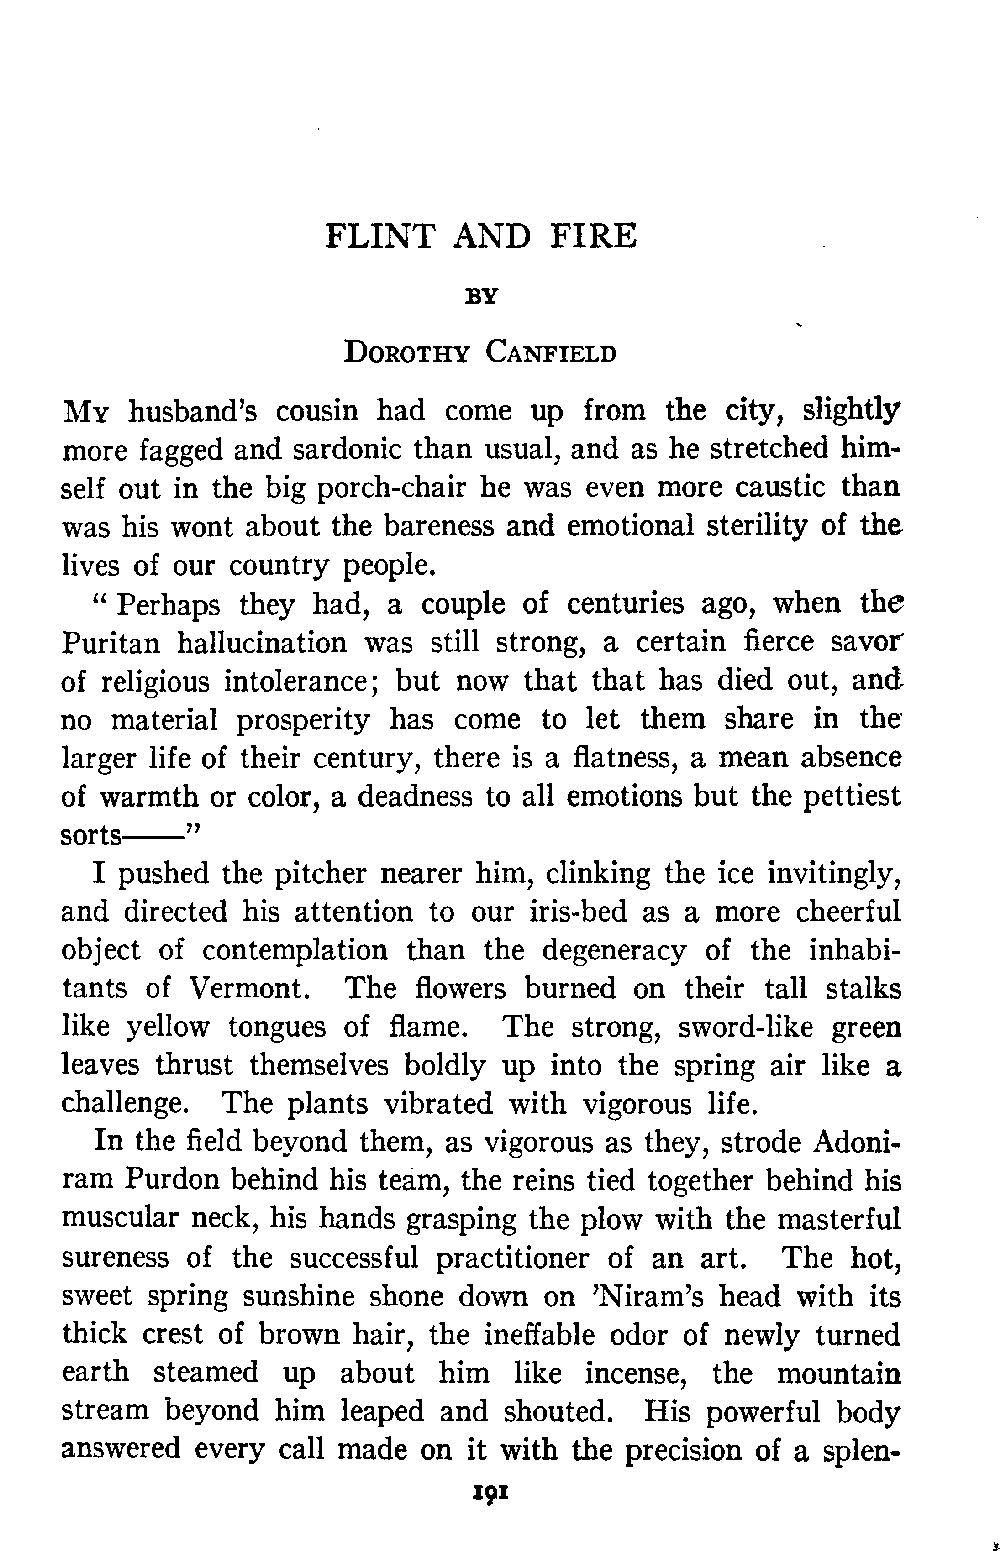 FLINT AND FIRE
BY
DOROTHY CANFIELD
MY husband's cousin had come up from the city, slightly
more fagged and sardonic than usual, and as he stretched him-
self out in the big porch-chair he was even more caustic than
was his wont about the bareness and emotional sterility of the
lives of our country people.
“ Perhaps they had, a couple of centuries ago, when the
Puritan hallucination was still strong, a certain fierce savor
of religious intolerance; but now that that has died out, and
no material prosperity has come to let them share in the
larger life of their century, there is a flatness, a mean absence
of warmth or color, a deadness to all emotions but the pettiest
sorts——”
I pushed the pitcher nearer him, clinking the ice invitingly,
and directed his attention to our iris-bed as a more cheerful
object of contemplation than the degeneracy of the inhabi-
tants of Vermont. The flowers burned on their tall stalks
like yellow tongues of flame. The strong, sword-like green
leaves thrust themselves boldly up into the spring air like a
challenge. The plants vibrated with vigorous life.
In the field beyond them, as vigorous as they, strode Adoni-
ram Purdon behind his team, the reins tied together behind his
muscular neck, his hands grasping the plow with the masterful
sureness of the successful practitioner of an art. The hot,
sweet spring sunshine shone down on ’Niram's head with its
thick crest of brown hair, the ineffable odor of newly turned
earth steamed up about him like incense, the mountain
stream beyond him leaped and shouted. His powerful body
answered every call made on it with the precision of a splen-
191